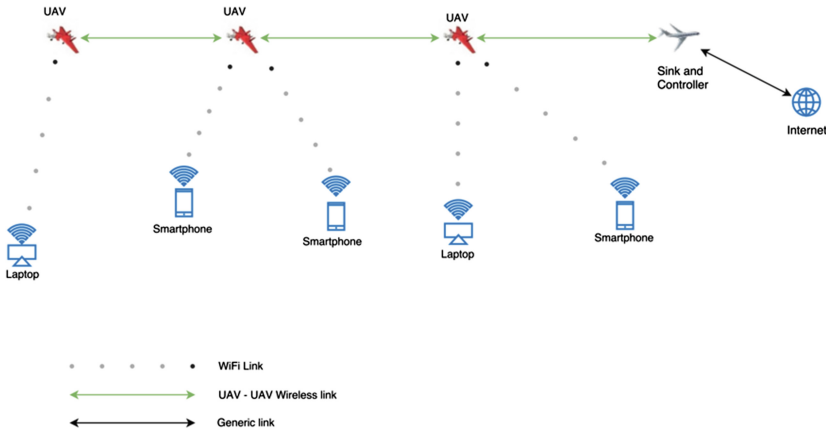 UAV
UAV
UAV
Sink and
Controller
Internet
Smartphone
Smartphone
Smartphone
Laptop
Laptop
WiFi Link
UAV - UAV Wireless link
Generic link